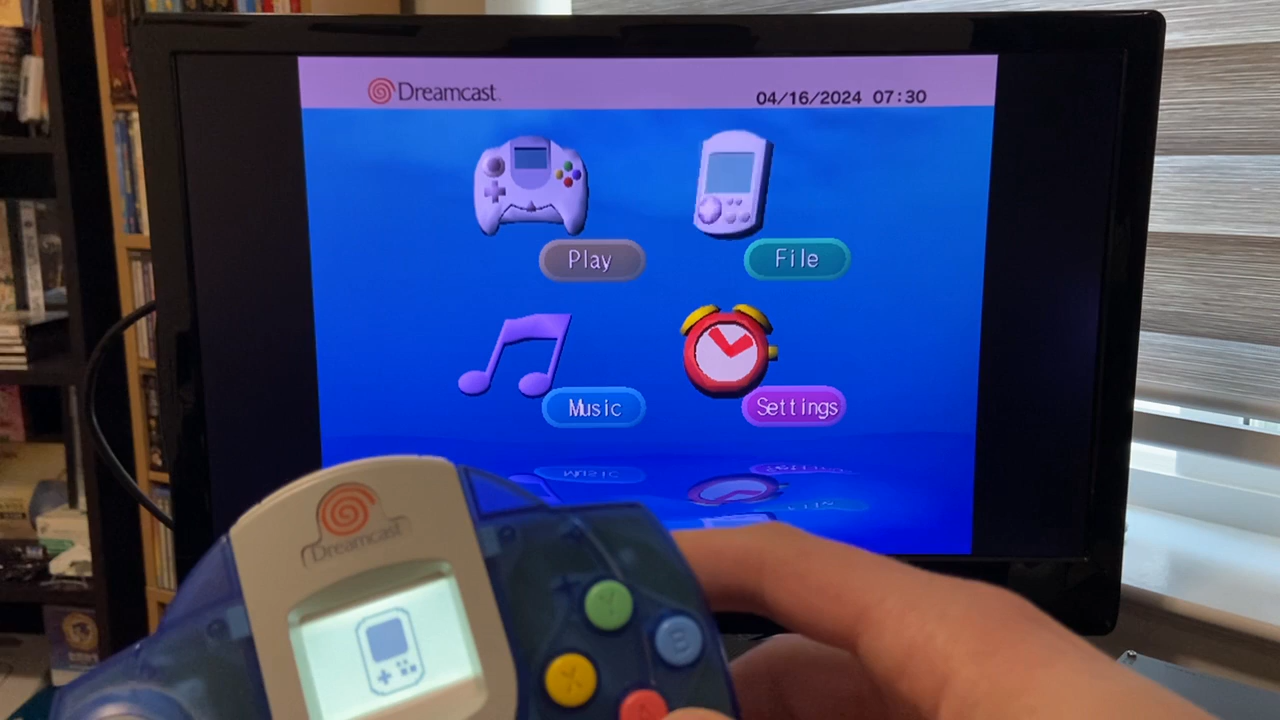 Dreamcast.
04/16/2024 07:30
Play
File
Music
Settings
Dreamcast
Y
B
X
A